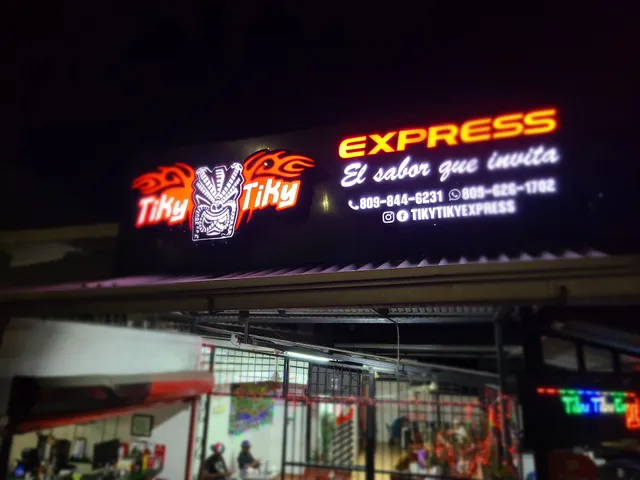 Tiky Tiky
EXPRESS
El sabor que invita
809-844-6231 809-626-1702
TIKYTIKYEXPRESS